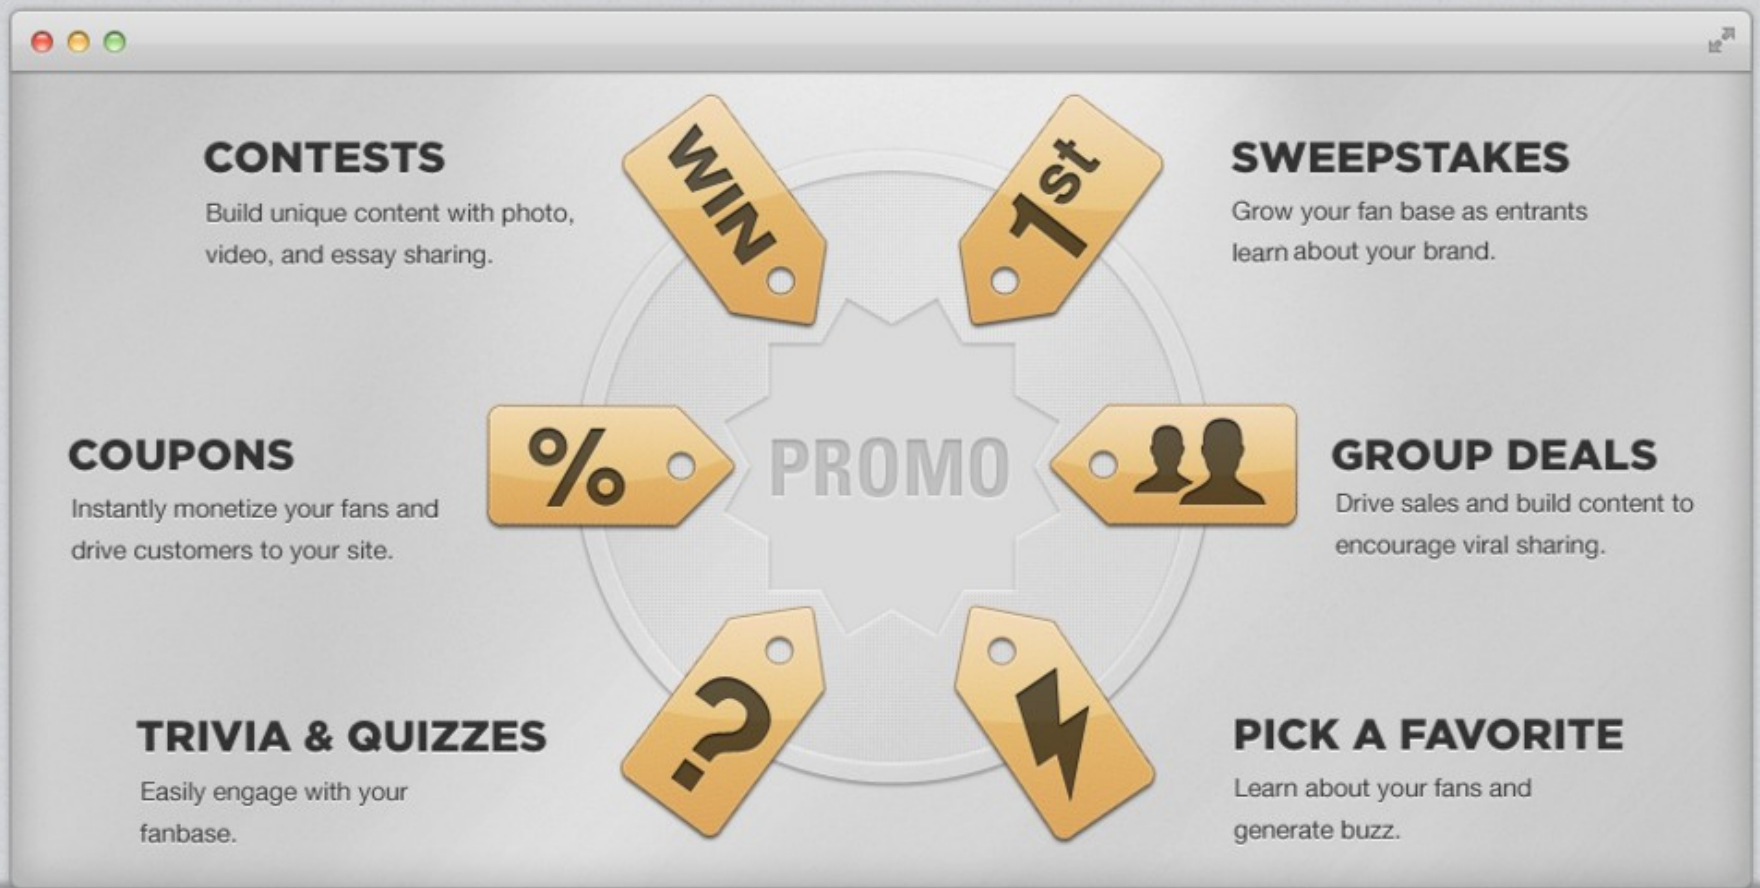 CONTESTS
Build unique content with photo,
video, and essay sharing.
WIN
1st
SWEEPSTAKES
Grow your fan base as entrants
learn about your brand.
COUPONS
Instantly monetize your fans and
drive customers to your site.
%
PROMO
GROUP DEALS
Drive sales and build content to
encourage viral sharing.
TRIVIA & QUIZZES
Easily engage with your
fanbase.
?
PICK A FAVORITE
Learn about your fans and
generate buzz.